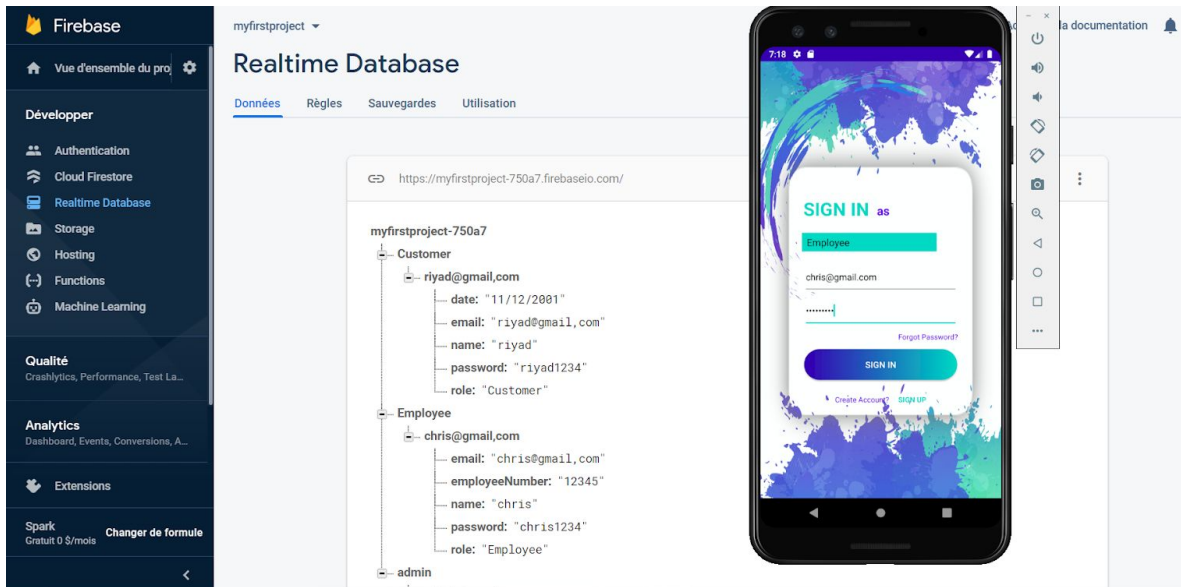 Firebase
Vue d'ensemble du pro
Développer
Authentication
Cloud Firestore
Realtime Database
Storage
Hosting
Functions
Machine Learning
Qualité
Crashlytics, Performance, Test La...
Analytics
Dashboard, Events, Conversions, A...
Extensions
Spark
Gratuit 0 $/mois
Changer de formule
myfirstproject
la documentation
Realtime Database
Données Règles Sauvegardes Utilisation
https://myfirstproject-750a7.firebaseio.com/
myfirstproject-750a7
Customer
riyad@gmail,com
date: "11/12/2001"
email: "riyad@gmail,com"
name: "riyad"
password: "riyad1234"
role: "Customer"
Employee
chris@gmail,com
email: "chris@gmail,com"
employeeNumber: "12345"
name: "chris"
password: "chris1234"
role: "Employee"
admin
7:18
SIGN IN as
Employee
chris@gmail.com
•••••••••
Forgot Password?
SIGN IN
Create Account? SIGN UP